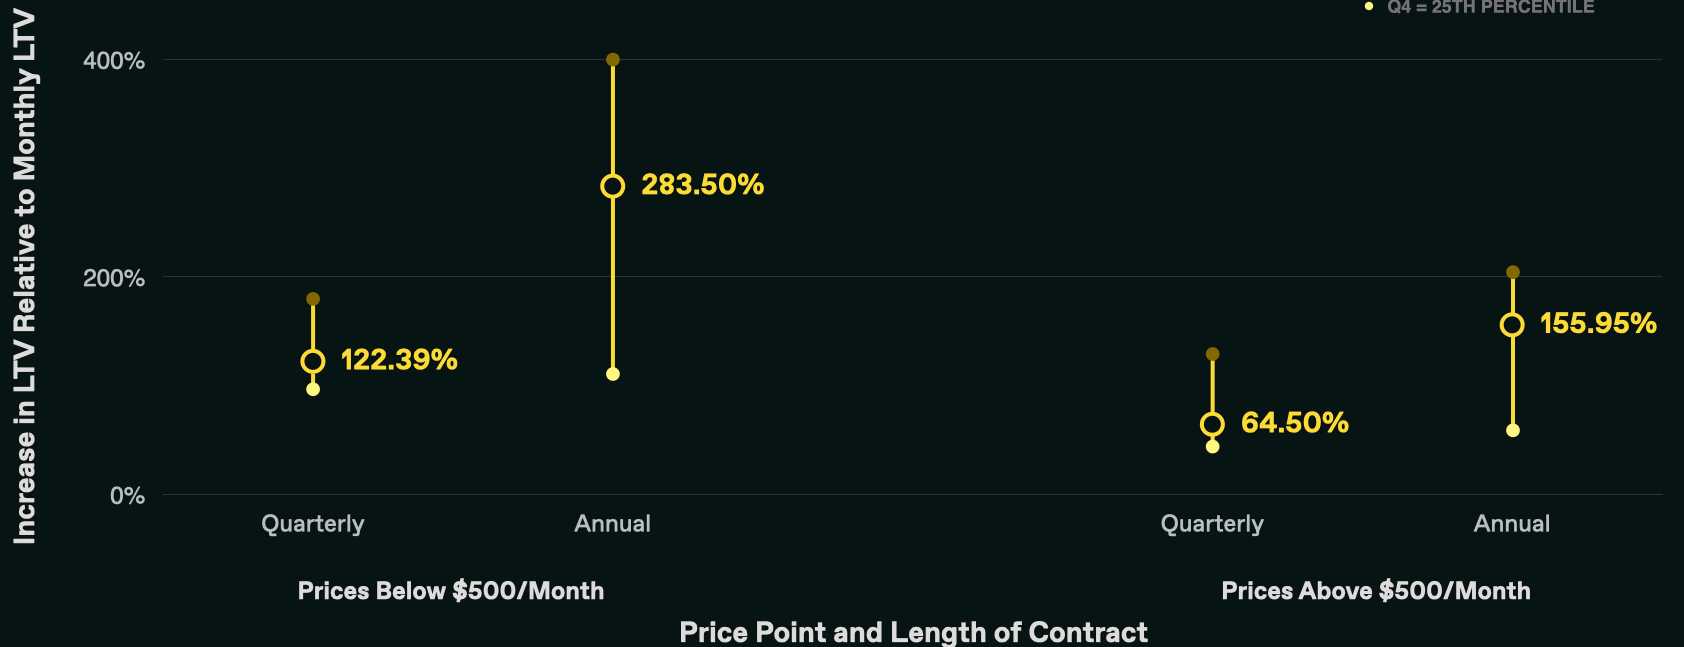 Q4 = 25TH PERCENTILE
Increase in LTV Relative to Monthly LTV
400%
283.50%
200%
122.39%
155.95%
64.50%
0%
Quarterly
Annual
Quarterly
Annual
Prices Below $500/Month
Prices Above $500/Month
Price Point and Length of Contract